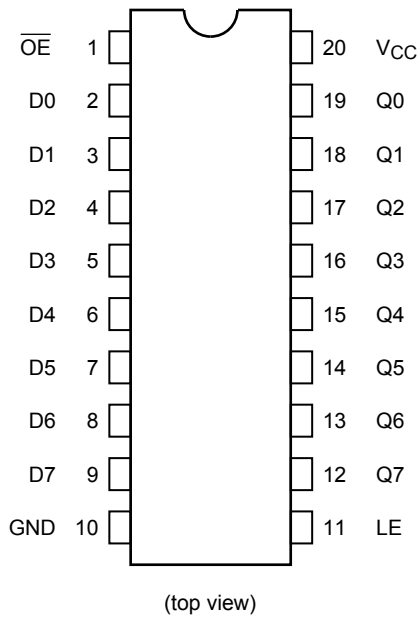 O̅E̅ 1 20 VCC
D0 2 19 Q0
D1 3 18 Q1
D2 4 17 Q2
D3 5 16 Q3
D4 6 15 Q4
D5 7 14 Q5
D6 8 13 Q6
D7 9 12 Q7
GND 10 11 LE
(top view)